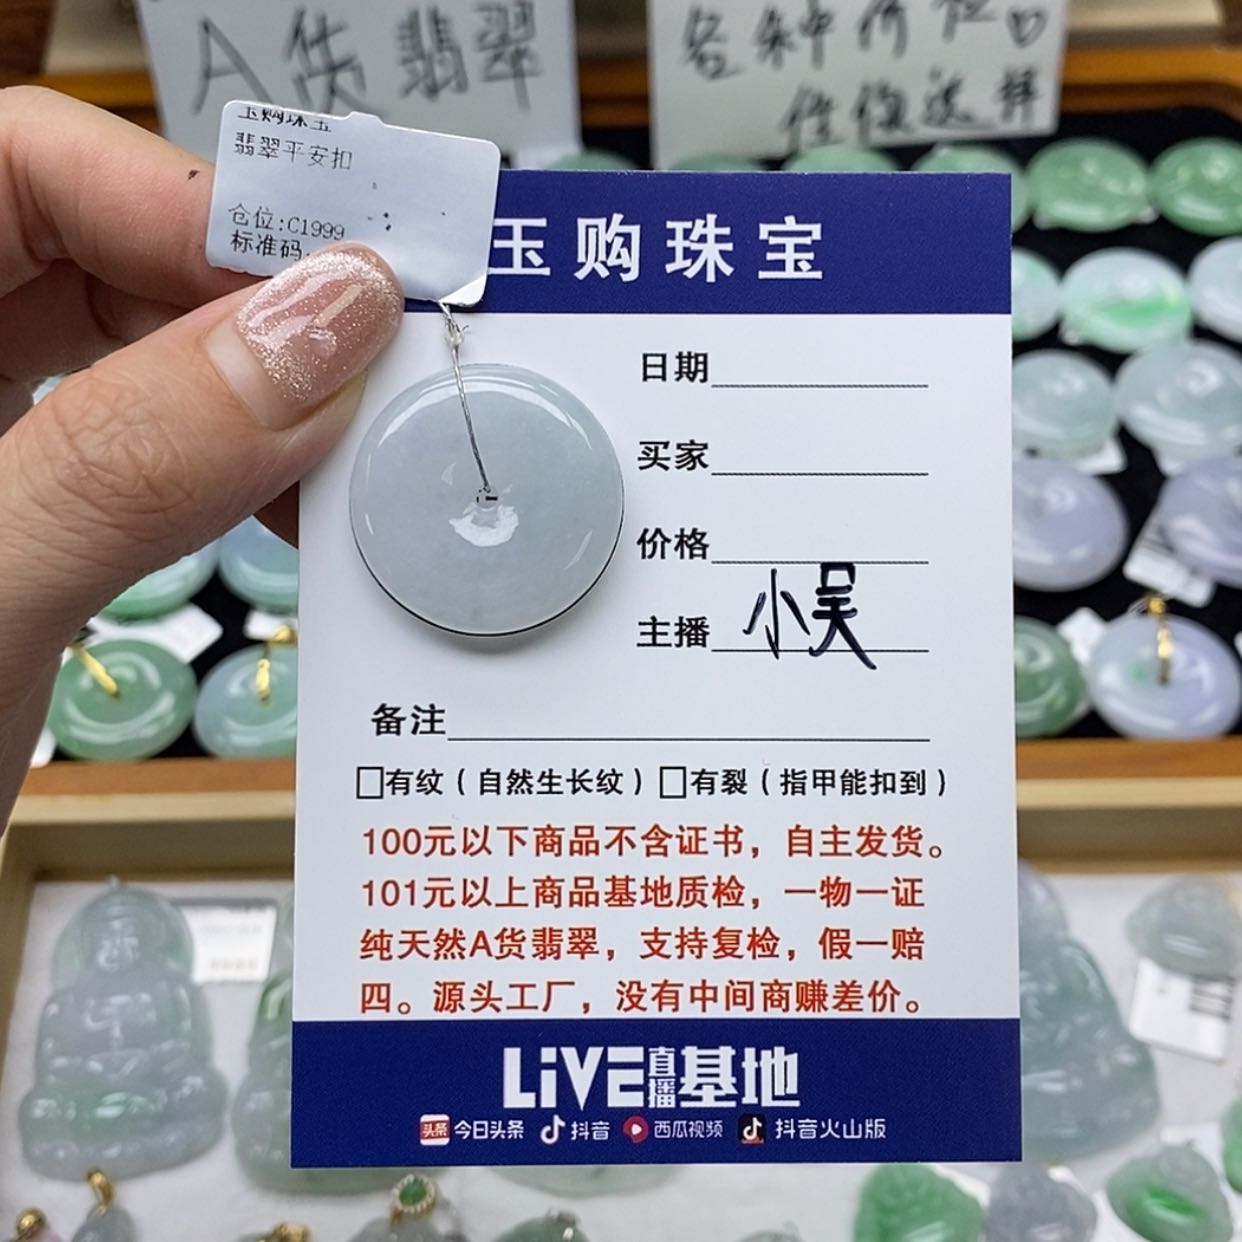 A货翡翠
各种价位
任你选择
玉购珠宝
翡翠平安扣
仓位:C1999
标准码
玉购珠宝
日期
买家
价格
主播 小吴
备注
□有纹（自然生长纹）□有裂（指甲能扣到）
100元以下商品不含证书，自主发货。
101元以上商品基地质检，一物一证
纯天然A货翡翠，支持复检，假一赔
四。源头工厂，没有中间商赚差价。
LiVE直播基地
头条 今日头条 抖音 西瓜视频 抖音火山版